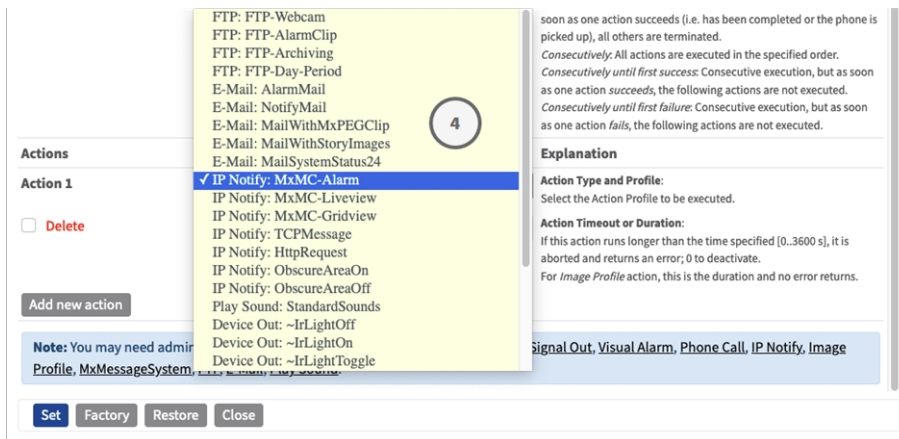 FTP: FTP-Webcam
FTP: FTP-AlarmClip
FTP: FTP-Archiving
FTP: FTP-Day-Period
E-Mail: AlarmMail
E-Mail: NotifyMail
E-Mail: MailWithMxPEGClip
E-Mail: MailWithStoryImages
E-Mail: MailSystemStatus24
✓ IP Notify: MxMC-Alarm
IP Notify: MxMC-Liveview
IP Notify: MxMC-Gridview
IP Notify: TCPMessage
IP Notify: HttpRequest
IP Notify: ObscureAreaOn
IP Notify: ObscureAreaOff
Play Sound: StandardSounds
Device Out: ~IrLightOff
Device Out: ~IrLightOn
Device Out: ~IrLightToggle
4
soon as one action succeeds (i.e. has been completed or the phone is
picked up), all others are terminated.
Consecutively: All actions are executed in the specified order.
Consecutively until first success: Consecutive execution, but as soon
as one action succeeds, the following actions are not executed.
Consecutively until first failure: Consecutive execution, but as soon
as one action fails, the following actions are not executed.
Actions
Explanation
Action 1
Delete
Action Type and Profile:
Select the Action Profile to be executed.
Action Timeout or Duration:
If this action runs longer than the time specified [0..3600 s], it is
aborted and returns an error; 0 to deactivate.
For Image Profile action, this is the duration and no error returns.
Add new action
Note: You may need admin Signal Out, Visual Alarm, Phone Call, IP Notify, Image
Profile, MxMessageSystem,
Set
Factory
Restore
Close